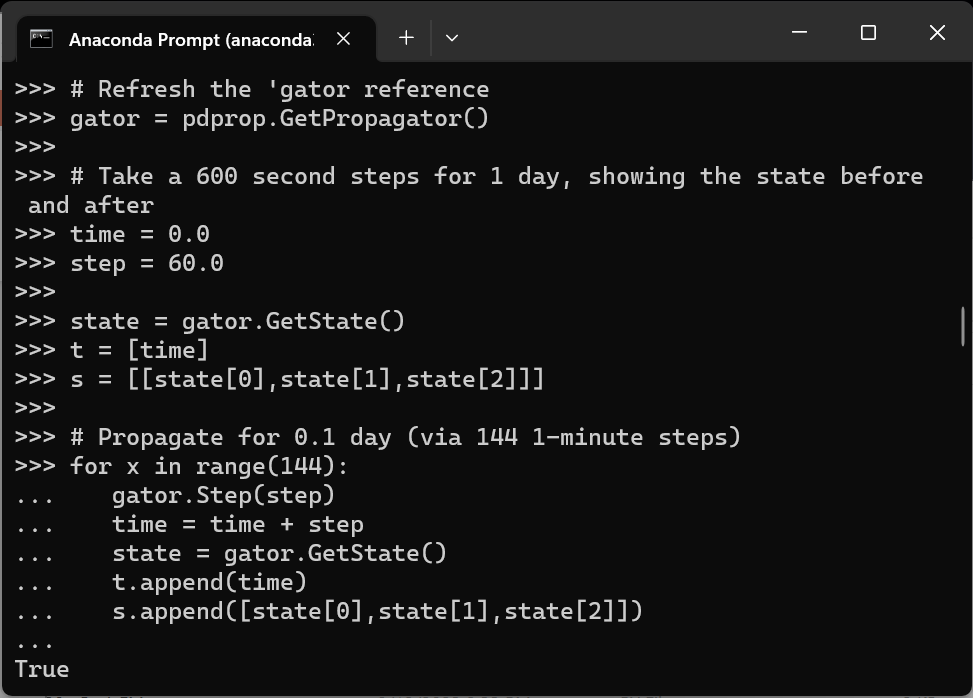 Anaconda Prompt (anaconda
>>> # Refresh the 'gator reference
>>> gator = pdprop.GetPropagator()
>>>
>>> # Take a 600 second steps for 1 day, showing the state before
 and after
>>> time = 0.0
>>> step = 60.0
>>>
>>> state = gator.GetState()
>>> t = [time]
>>> s = [[state[0],state[1],state[2]]]
>>>
>>> # Propagate for 0.1 day (via 144 1-minute steps)
>>> for x in range(144):
...    gator.Step(step)
...    time = time + step
...    state = gator.GetState()
...    t.append(time)
...    s.append([state[0],state[1],state[2]])
...
True